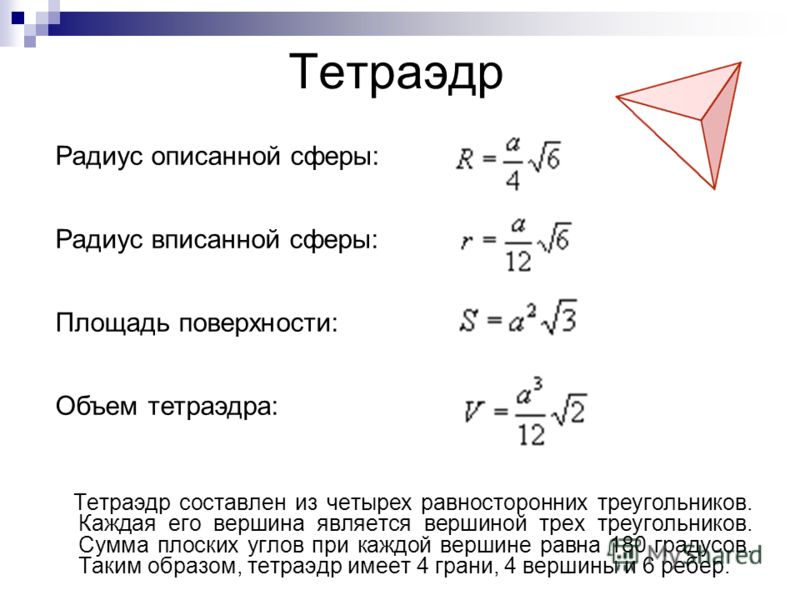 Тетраэдр
Радиус описанной сферы: R = a/4 √6
Радиус вписанной сферы: r = a/12 √6
Площадь поверхности: S = a² √3
Объем тетраэдра: V = a³/12 √2
Тетраэдр составлен из четырех равносторонних треугольников.
Каждая его вершина является вершиной трех треугольников.
Сумма плоских углов при каждой вершине равна 180 градусов.
Таким образом, тетраэдр имеет 4 грани, 4 вершины и 6 ребер.
MyShared